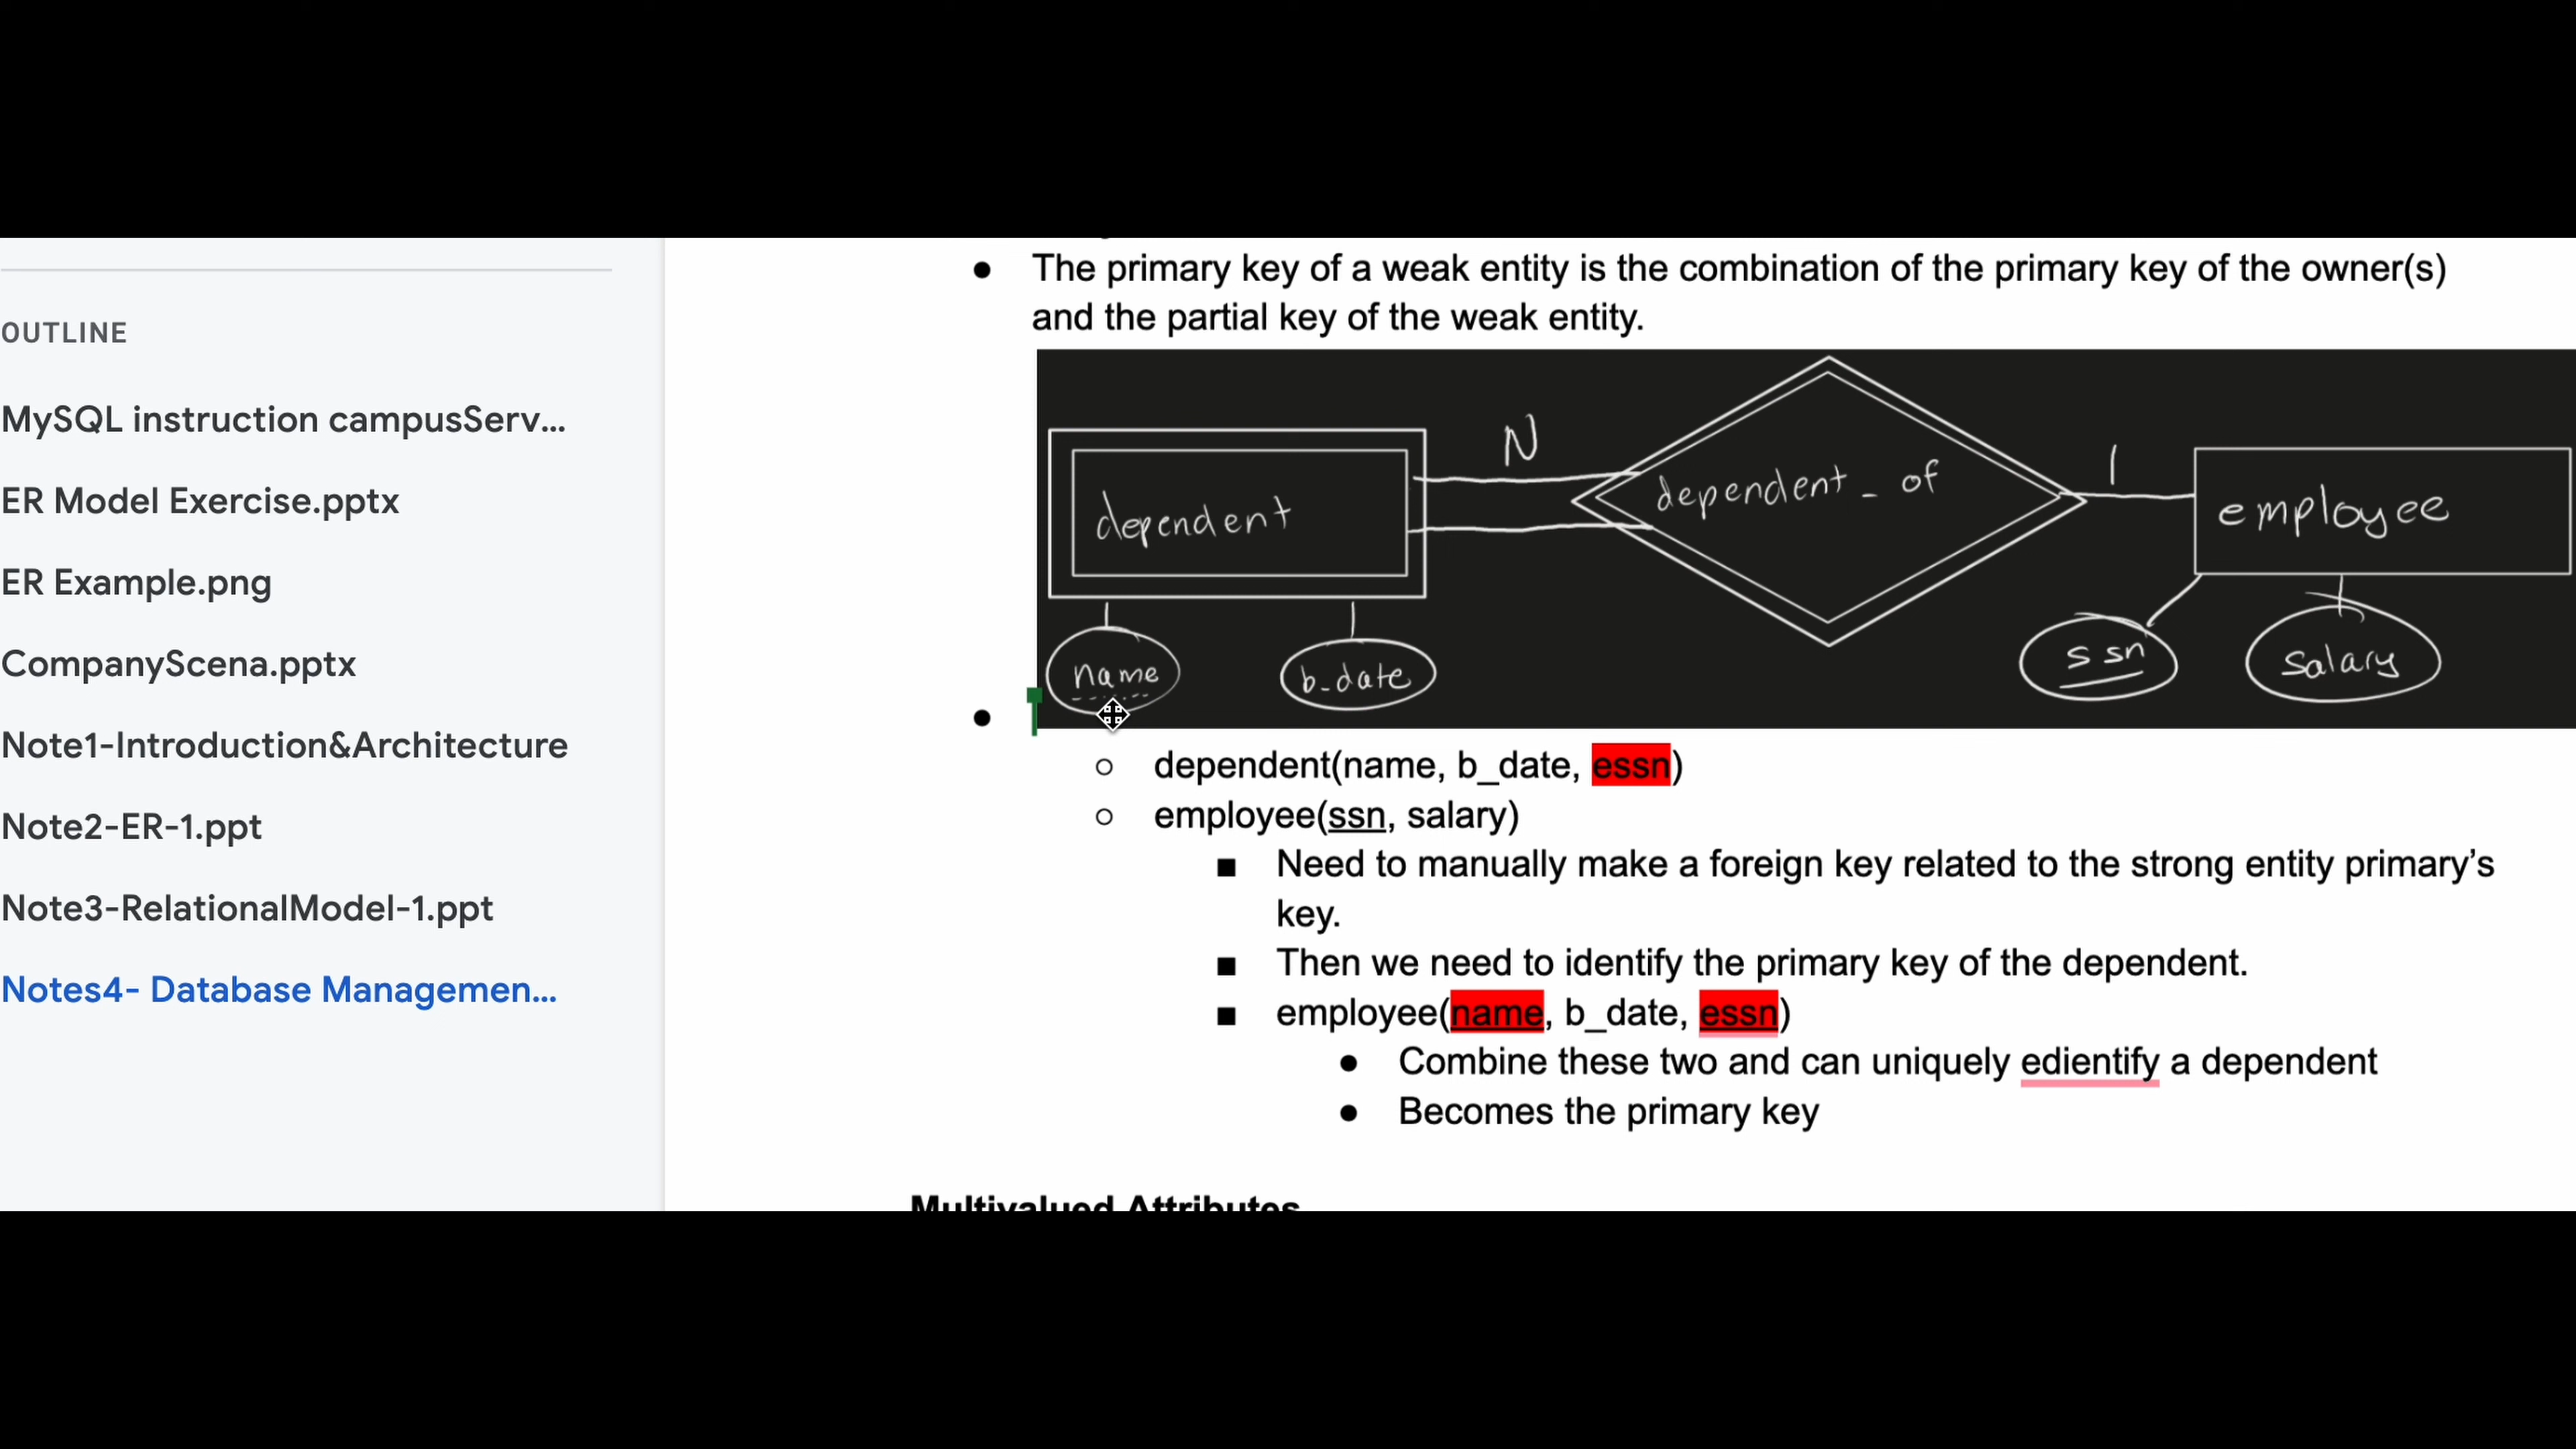 OUTLINE
MySQL instruction campusServ...
ER Model Exercise.pptx
ER Example.png
CompanyScena.pptx
Note1-Introduction&Architecture
Note2-ER-1.ppt
Note3-RelationalModel-1.ppt
Notes4- Database Managemen...
The primary key of a weak entity is the combination of the primary key of the owner(s)
and the partial key of the weak entity.
N
1
dependent
dependent_of
employee
name
b_date
ssn
salary
dependent(name, b_date, essn)
employee(ssn, salary)
Need to manually make a foreign key related to the strong entity primary’s
key.
Then we need to identify the primary key of the dependent.
employee(name, b_date, essn)
Combine these two and can uniquely edientify a dependent
Becomes the primary key
Multivalued Attributes